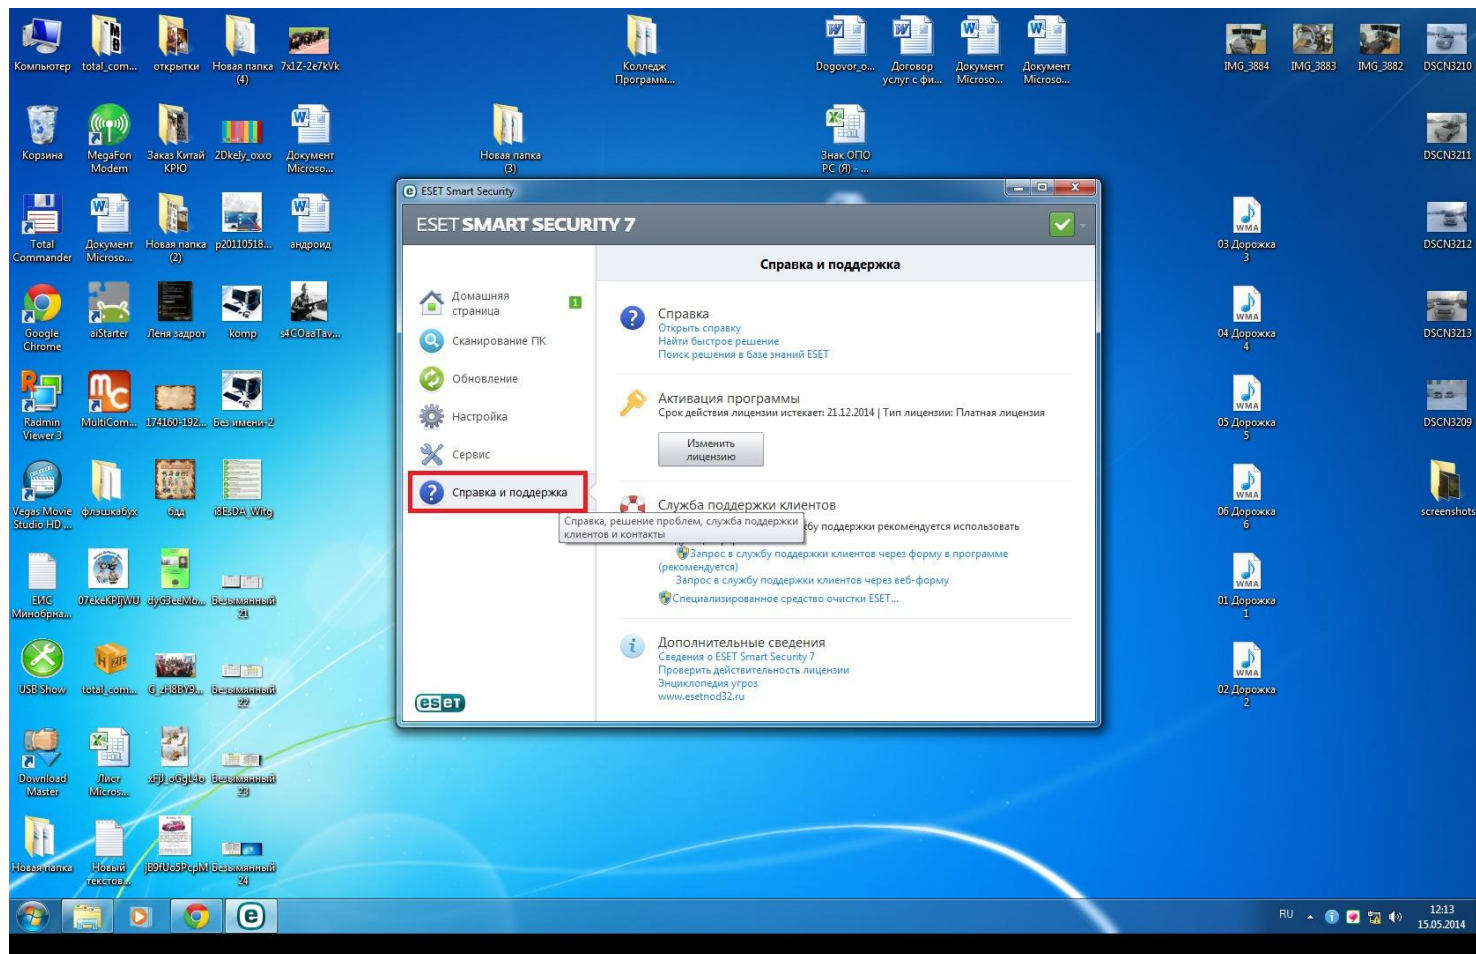 Компьютер
total_com...
открытки
Новая папка
(4)
7x1Z-2e7kVk
Колледж
Программ...
Dogovor_o...
Договор
услуг с фи...
Документ
Microso...
Документ
Microso...
IMG_3884
IMG_3883
IMG_3882
DSCN3210
Корзина
MegaFon
Modem
Заказ Китай
КРЮ
2Dkely_oxxo
Документ
Microso...
Новая папка
(3)
Знак ОПО
РС (Я) - ...
DSCN3211
Total
Commander
Документ
Microso...
Новая папка
(2)
p20110518...
андроид
03 Дорожка
3
DSCN3212
Google
Chrome
aiStarter
Леня задрот
komp
s4COaaTav...
04 Дорожка
4
DSCN3213
Radmin
Viewer 3
MultiCom...
174160-192...
Без имени-2
05 Дорожка
5
DSCN3209
Vegas Movie
Studio HD ...
флэшкабух
бдд
i8EsDA_Witg
06 Дорожка
6
screenshots
ЕИС
Минобрна...
07ekeKPIJWU
dyG3eeMo...
Безымянный
21
01 Дорожка
1
USB Show
total_com...
G_zH8BY9...
Безымянный
22
02 Дорожка
2
Download
Master
Лист
Micros...
xFJJ_oGgL4o
Безымянный
23
Новая папка
Новый
текстов...
jB9fUo5PcpM
Безымянный
24
ESET Smart Security
ESET SMART SECURITY 7
Справка и поддержка
Домашняя
страница
1
Сканирование ПК
Обновление
Настройка
Сервис
Справка и поддержка
Справка
Открыть справку
Найти быстрое решение
Поиск решения в базе знаний ESET
Активация программы
Срок действия лицензии истекает: 21.12.2014 | Тип лицензии: Платная лицензия
Изменить
лицензию
Служба поддержки клиентов
жбу поддержки рекомендуется использовать
Справка, решение проблем, служба поддержки
клиентов и контакты
Запрос в службу поддержки клиентов через форму в программе
(рекомендуется)
Запрос в службу поддержки клиентов через веб-форму
Специализированное средство очистки ESET...
Дополнительные сведения
Сведения о ESET Smart Security 7
Проверить действительность лицензии
Энциклопедия угроз
www.esetnod32.ru
eset
RU
12:13
15.05.2014